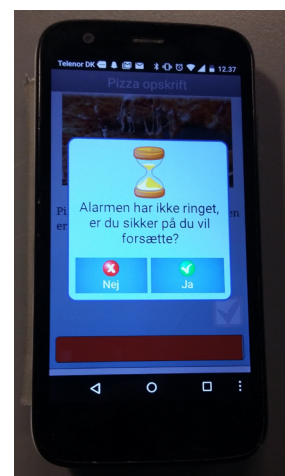 Telenor DK 12.37
Pizza opskrift
Alarmen har ikke ringet,
er du sikker på du vil
forsætte?
Nej Ja